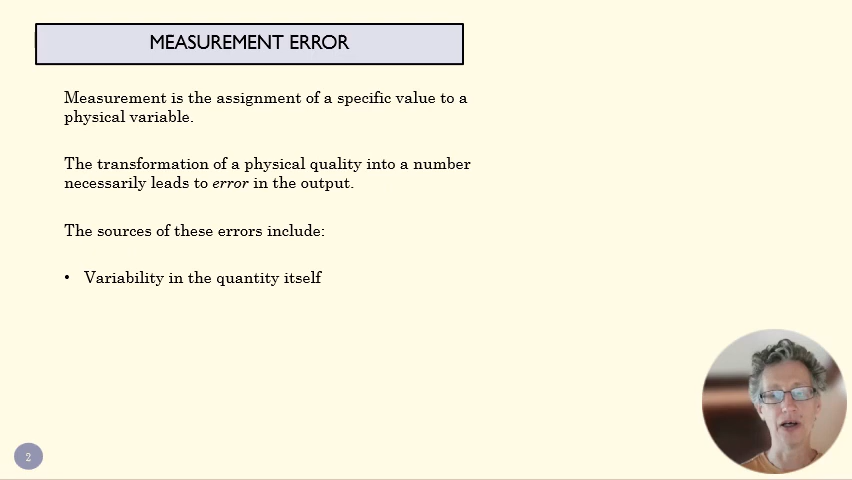 MEASUREMENT ERROR
Measurement is the assignment of a specific value to a
physical variable.
The transformation of a physical quality into a number
necessarily leads to error in the output.
The sources of these errors include:
• Variability in the quantity itself
2